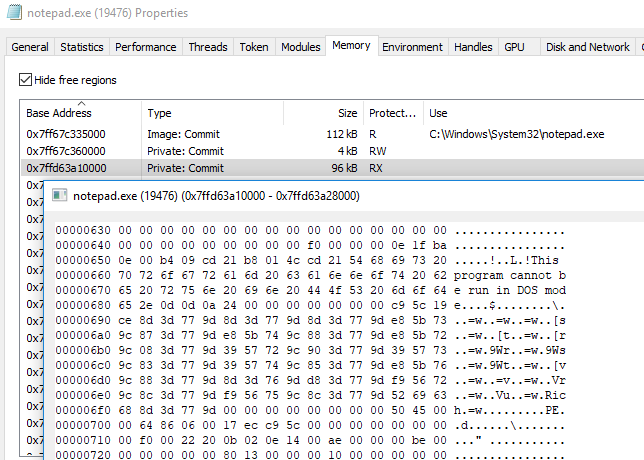 notepad.exe (19476) Properties
General Statistics Performance Threads Token Modules Memory Environment Handles GPU Disk and Network
Hide free regions
Base Address Type Size Protect... Use
0x7ff67c335000 Image: Commit 112 kB R C:\Windows\System32\notepad.exe
0x7ff67c360000 Private: Commit 4 kB RW
0x7ffd63a10000 Private: Commit 96 kB RX
notepad.exe (19476) (0x7ffd63a10000 - 0x7ffd63a28000)
00000630 00 00 00 00 00 00 00 00 00 00 00 00 00 00 00 00 ................
00000640 00 00 00 00 00 00 00 00 f0 00 00 00 0e 1f ba ................
00000650 0e 00 b4 09 cd 21 b8 01 4c cd 21 54 68 69 73 20 .....!..L.!This
00000660 70 72 6f 67 72 61 6d 20 63 61 6e 6e 6f 74 20 62 program cannot b
00000670 65 20 72 75 6e 20 69 6e 20 44 4f 53 20 6d 6f 64 e run in DOS mod
00000680 65 2e 0d 0d 0a 24 00 00 00 00 00 00 00 c9 5c 19 e....$.......\.
00000690 ce 8d 3d 77 9d 8d 3d 77 9d 8d 3d 77 9d e8 5b 73 ..=w..=w..=w..[s
000006a0 9c 87 3d 77 9d e8 5b 74 9c 88 3d 77 9d e8 5b 72 ..=w..[t..=w..[r
000006b0 9c 08 3d 77 9d 39 57 72 9c 90 3d 77 9d 39 57 73 ..=w.9Wr..=w.9Ws
000006c0 9c 83 3d 77 9d 39 57 74 9c 85 3d 77 9d e8 5b 76 ..=w.9Wt..=w..[v
000006d0 9c 88 3d 77 9d 8d 3d 76 9d d8 3d 77 9d f9 56 72 ..=w..=v..=w..Vr
000006e0 9c 89 3d 77 9d f9 56 75 9c 8c 3d 77 9d 52 69 63 ..=w..Vu..=w.Ric
000006f0 68 8d 3d 77 9d 00 00 00 00 00 00 00 00 50 45 00 h.=w.........PE.
00000700 00 64 86 06 00 17 ec c9 5c 00 00 00 00 00 00 00 .d......\.......
00000710 00 f0 00 22 20 0b 02 0e 14 00 ae 00 00 00 be 00 ..." ...........
00000720 00 00 00 00 00 80 13 00 00 00 10 00 00 00 00 00